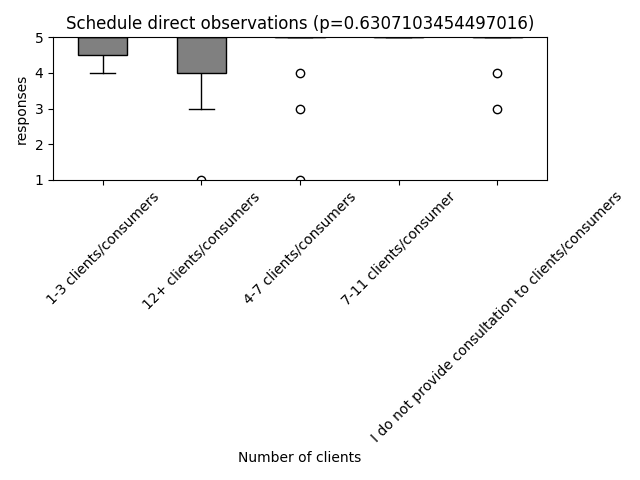 Schedule direct observations (p=0.6307103454497016)
responses
5
4
3
2
1
1-3 clients/consumers
12+ clients/consumers
4-7 clients/consumers
7-11 clients/consumer
I do not provide consultation to clients/consumers
Number of clients